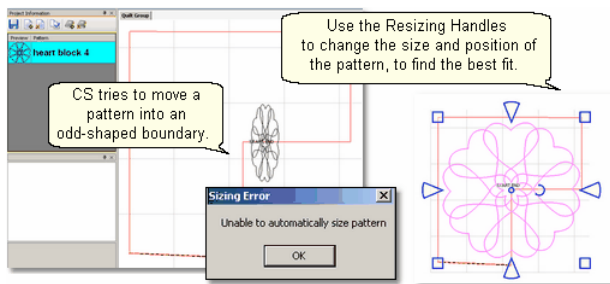 Project Information
Quilt Group
Preview Pattern
heart block 4
Use the Resizing Handles
to change the size and position of
the pattern, to find the best fit.
CS tries to move a
pattern into an
odd-shaped boundary.
Sizing Error
Unable to automatically size pattern
OK